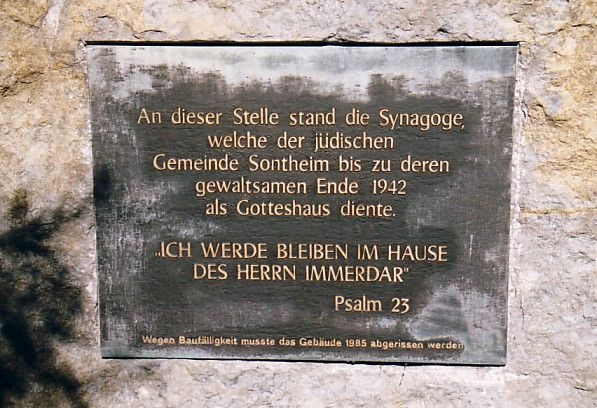 An dieser Stelle stand die Synagoge,
welche der jüdischen
Gemeinde Sontheim bis zu deren
gewaltsamen Ende 1942
als Gotteshaus diente.
„ICH WERDE BLEIBEN IM HAUSE
DES HERRN IMMERDAR"
Psalm 23
Wegen Baufälligkeit musste das Gebäude 1985 abgerissen werden